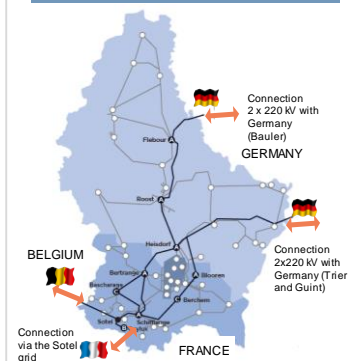 Connection
2 x 220 kV with
Germany
(Bauler)
GERMANY
Flebour
Roost
Heisdorf
Connection
2x220 kV with
Germany (Trier
and Guint)
BELGIUM
Bertrange
Blooren
Bascharage
Berchem
Sotel
Schifflange
Connection
via the Sotel
grid
FRANCE